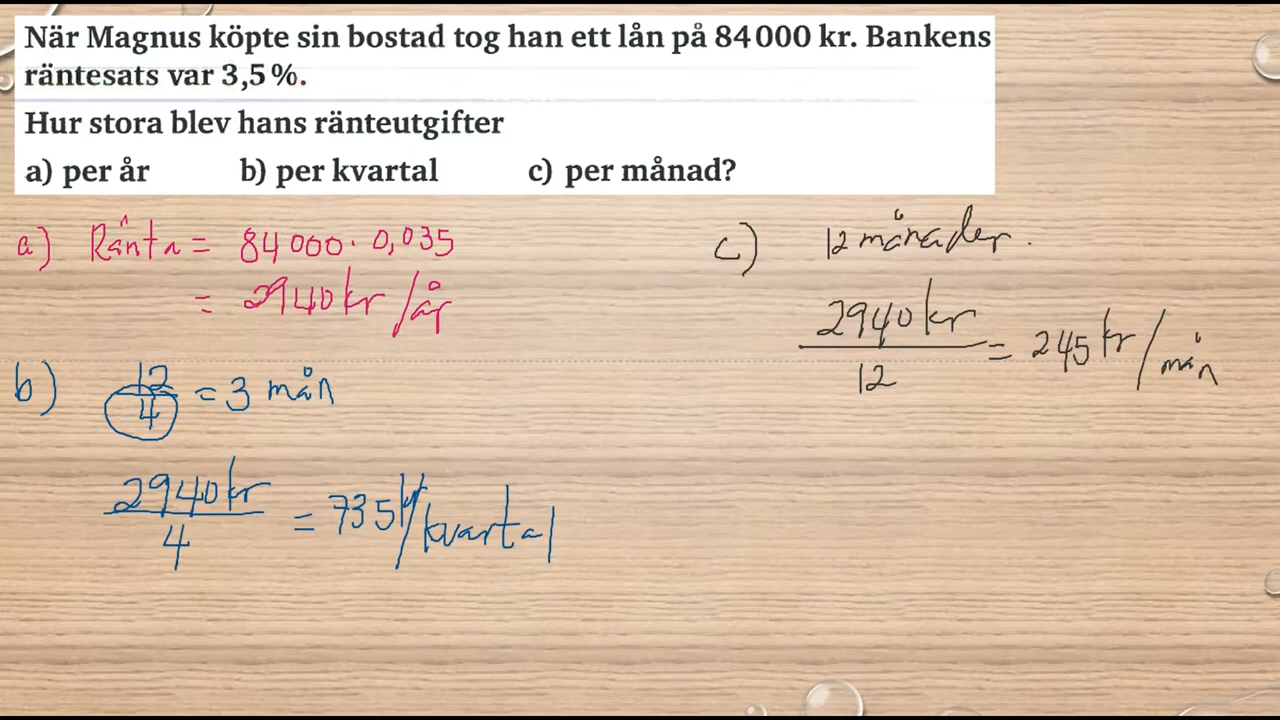 När Magnus köpte sin bostad tog han ett lån på 84 000 kr. Bankens
räntesats var 3,5 %.
Hur stora blev hans ränteutgifter
a) per år b) per kvartal c) per månad?
a) Ränta = 84 000 · 0,035
= 2940 kr /år
b) 12/4 = 3 mån
2940 kr / 4 = 735 kr/kvartal
c) 12 månader.
2940 kr / 12 = 245 kr / mån